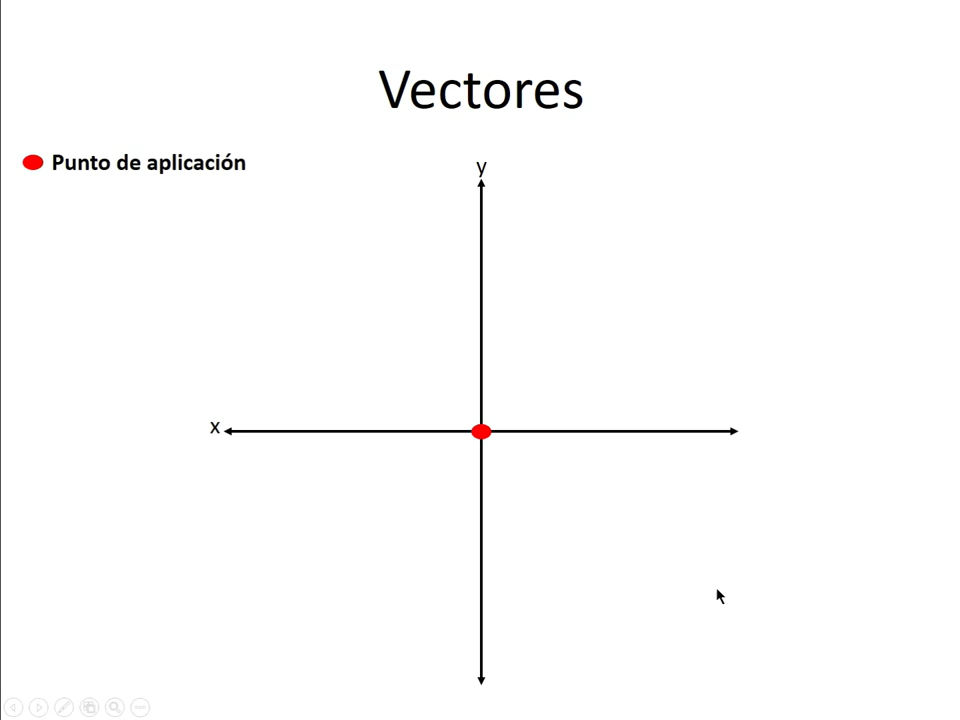 Vectores
Punto de aplicación
y
x